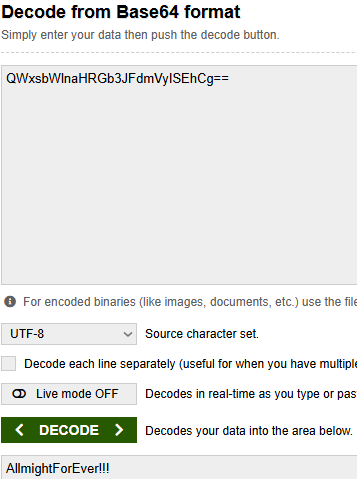 Decode from Base64 format
Simply enter your data then push the decode button.
QWxsbWlnaHRGb3JFdmVyISEhCg==
For encoded binaries (like images, documents, etc.) use the file
UTF-8 Source character set.
Decode each line separately (useful for when you have multiple
Live mode OFF Decodes in real-time as you type or pas
< DECODE > Decodes your data into the area below.
AllmightForEver!!!